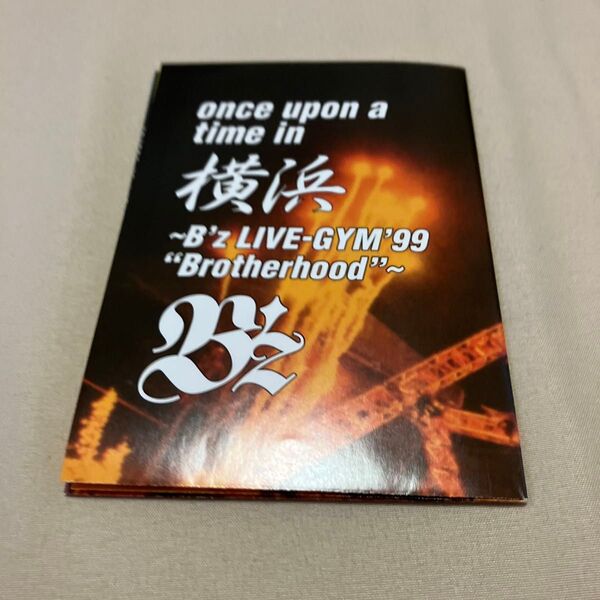 once upon a
time in
横浜
~B'z LIVE-GYM'99
“Brotherhood”~
B'z